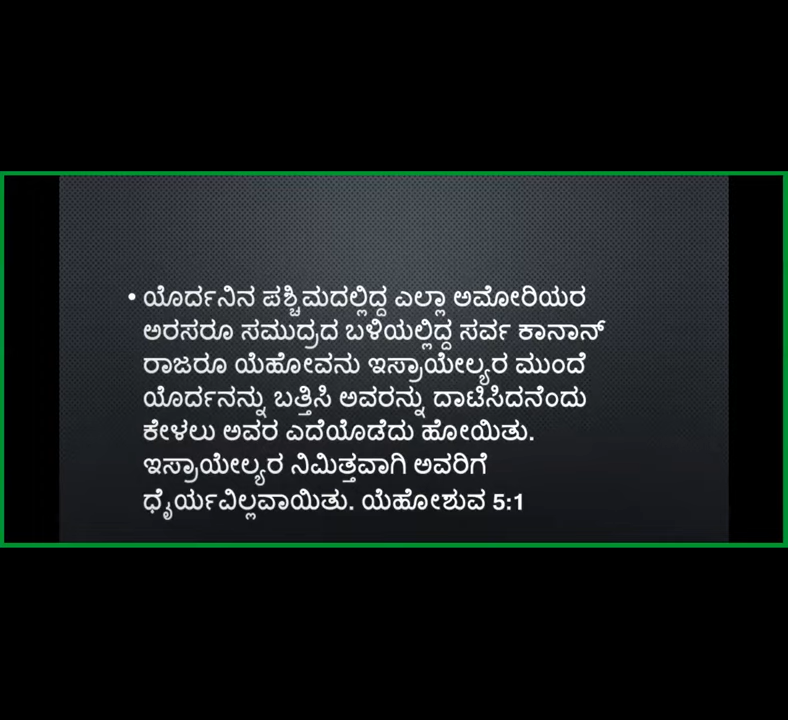 • ಯೊರ್ದನಿನ ಪಶ್ಚಿಮದಲ್ಲಿದ್ದ ಎಲ್ಲಾ ಅಮೋರಿಯರ
ಅರಸರೂ ಸಮುದ್ರದ ಬಳಿಯಲ್ಲಿದ್ದ ಸರ್ವ ಕಾನಾನ್
ರಾಜರೂ ಯೆಹೋವನು ಇಸ್ರಾಯೇಲ್ಯರ ಮುಂದೆ
ಯೊರ್ದನನ್ನು ಬತ್ತಿಸಿ ಅವರನ್ನು ದಾಟಿಸಿದನೆಂದು
ಕೇಳಲು ಅವರ ಎದೆಯೊಡೆದು ಹೋಯಿತು.
ಇಸ್ರಾಯೇಲ್ಯರ ನಿಮಿತ್ತವಾಗಿ ಅವರಿಗೆ
ಧೈರ್ಯವಿಲ್ಲವಾಯಿತು. ಯೆಹೋಶುವ 5:1